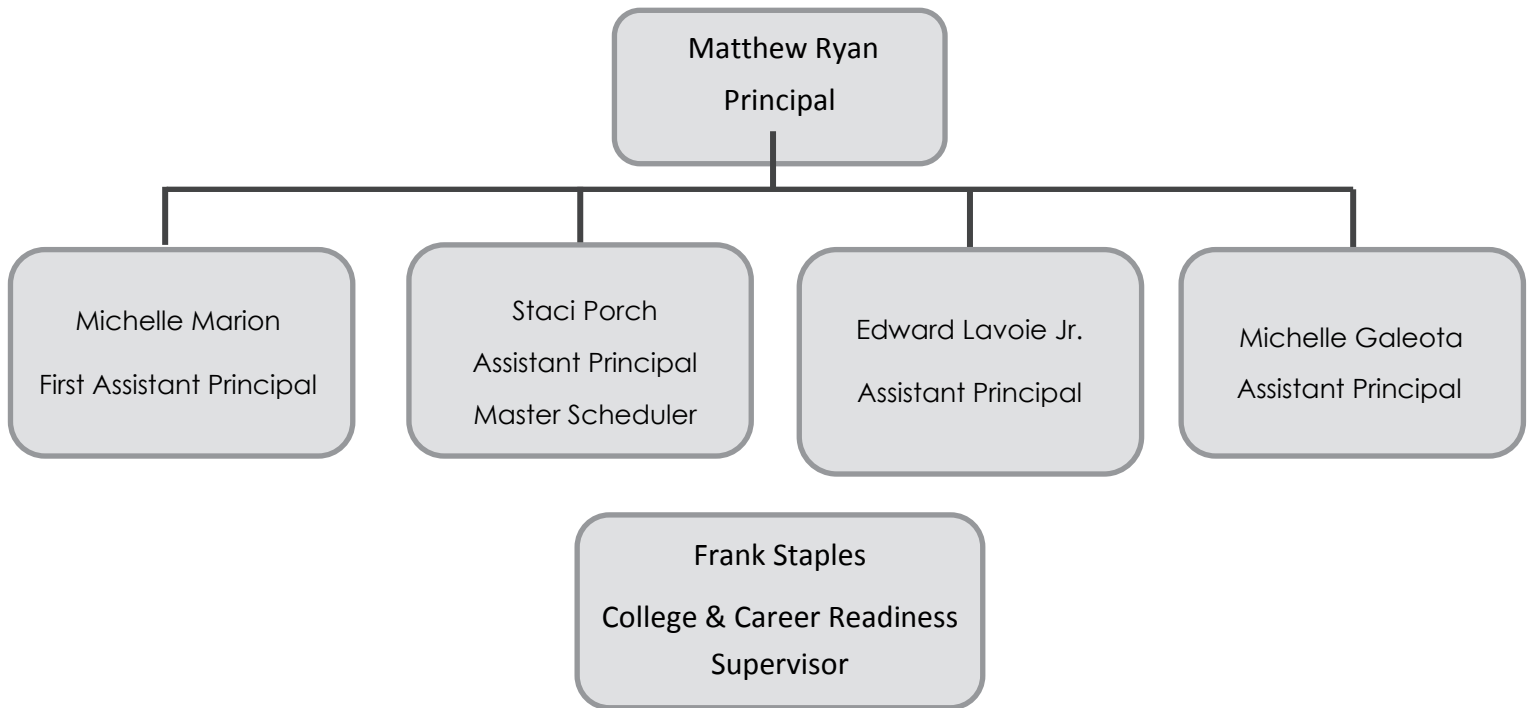 Matthew Ryan
Principal
Michelle Marion
First Assistant Principal
Staci Porch
Assistant Principal
Master Scheduler
Edward Lavoie Jr.
Assistant Principal
Michelle Galeota
Assistant Principal
Frank Staples
College & Career Readiness
Supervisor